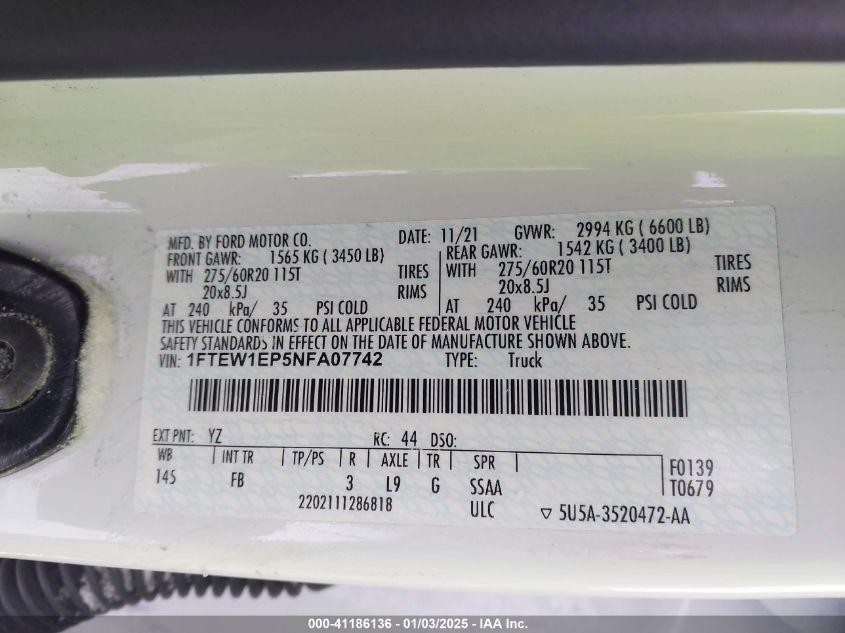 MFD. BY FORD MOTOR CO. DATE: 11/21 GVWR: 2994 KG ( 6600 LB)
FRONT GAWR: 1565 KG ( 3450 LB) REAR GAWR: 1542 KG ( 3400 LB)
WITH 275/60R20 115T TIRES WITH 275/60R20 115T TIRES
20x8.5J RIMS 20x8.5J RIMS
AT 240 kPa/ 35 PSI COLD AT 240 kPa/ 35 PSI COLD
THIS VEHICLE CONFORMS TO ALL APPLICABLE FEDERAL MOTOR VEHICLE
SAFETY STANDARDS IN EFFECT ON THE DATE OF MANUFACTURE SHOWN ABOVE.
VIN: 1FTEW1EP5NFA07742 TYPE: Truck
EXT PNT: YZ RC: 44 DSO:
WB INT TR TP/PS R AXLE TR SPR F0139
145 FB 3 L9 G SSAA T0679
2202111286818 ULC ▽ 5U5A-3520472-AA
000-41186136 - 01/03/2025 - IAA Inc.